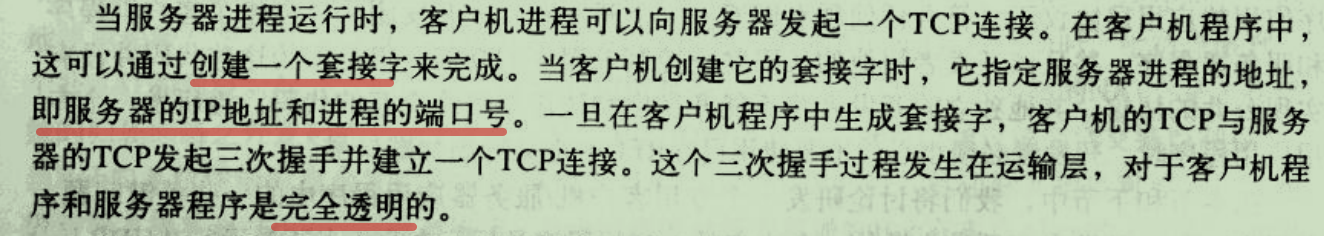 当服务器进程运行时，客户机进程可以向服务器发起一个TCP连接。在客户机程序中，
这可以通过创建一个套接字来完成。当客户机创建它的套接字时，它指定服务器进程的地址，
即服务器的IP地址和进程的端口号。一旦在客户机程序中生成套接字，客户机的TCP与服务
器的TCP发起三次握手并建立一个TCP连接。这个三次握手过程发生在运输层，对于客户机程
序和服务器程序是完全透明的。